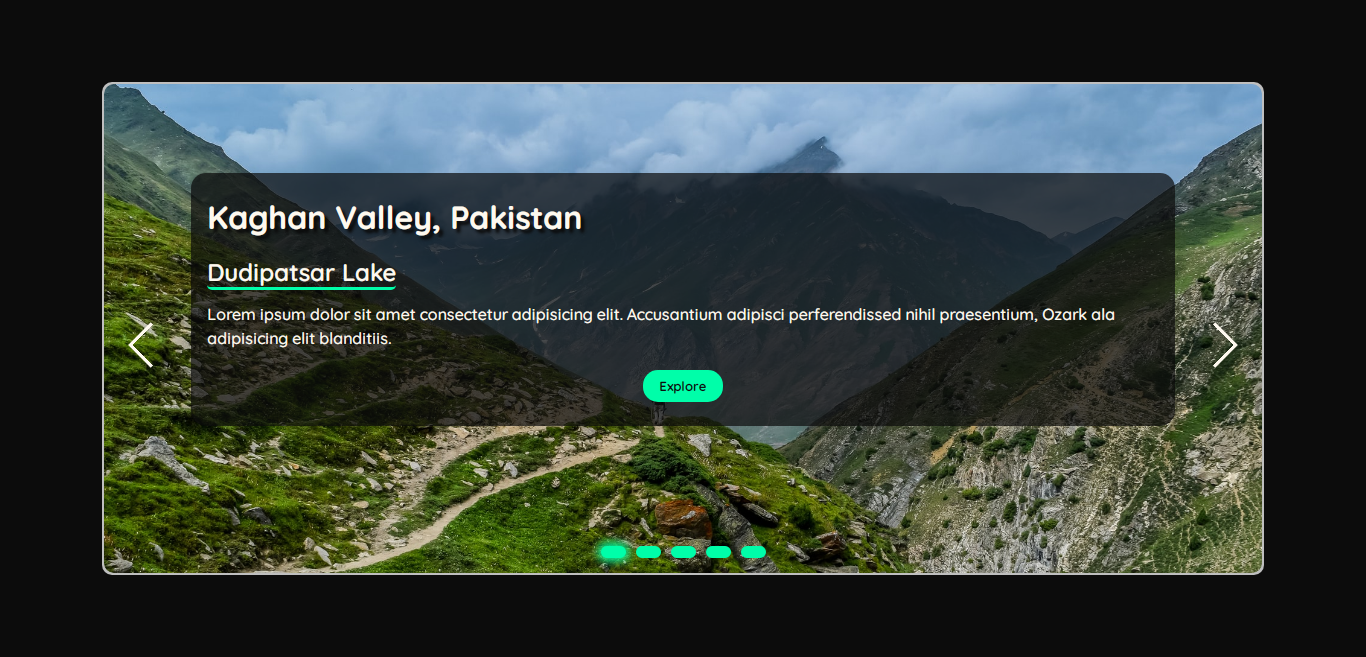 Kaghan Valley, Pakistan
Dudipatsar Lake
Lorem ipsum dolor sit amet consectetur adipisicing elit. Accusantium adipisci perferendissed nihil praesentium, Ozark ala
adipisicing elit blanditiis.
Explore